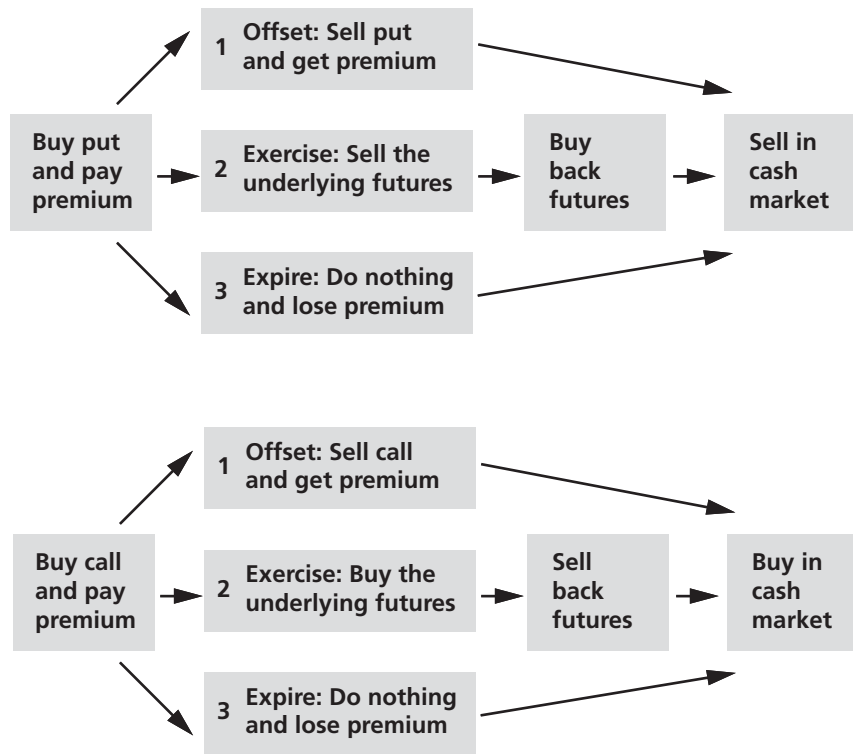 Buy put
and pay
premium
1 Offset: Sell put
and get premium
2 Exercise: Sell the
underlying futures
3 Expire: Do nothing
and lose premium
Buy
back
futures
Sell in
cash
market
Buy call
and pay
premium
1 Offset: Sell call
and get premium
2 Exercise: Buy the
underlying futures
3 Expire: Do nothing
and lose premium
Sell
back
futures
Buy in
cash
market